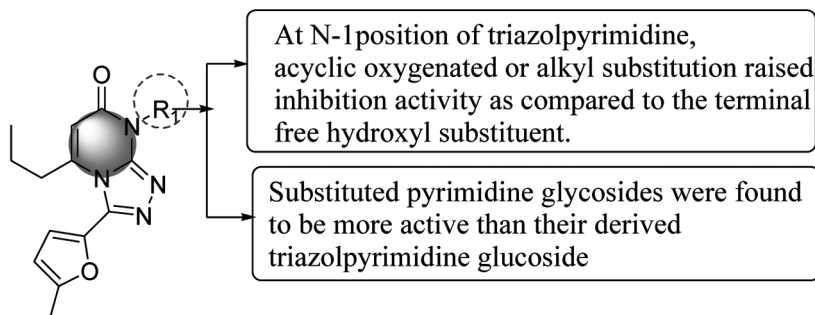 At N-1position of triazolpyrimidine,
acyclic oxygenated or alkyl substitution raised
inhibition activity as compared to the terminal
free hydroxyl substituent.
O
N
R1
N
N
N
O
Substituted pyrimidine glycosides were found
to be more active than their derived
triazolpyrimidine glucoside